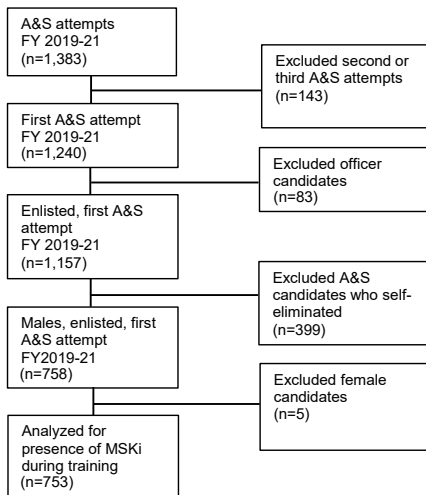 A&S attempts
FY 2019-21
(n=1,383)
Excluded second or
third A&S attempts
(n=143)
First A&S attempt
FY 2019-21
(n=1,240)
Excluded officer
candidates
(n=83)
Enlisted, first A&S
attempt
FY 2019-21
(n=1,157)
Excluded A&S
candidates who self-
eliminated
(n=399)
Males, enlisted, first
A&S attempt
FY2019-21
(n=758)
Excluded female
candidates
(n=5)
Analyzed for
presence of MSKi
during training
(n=753)